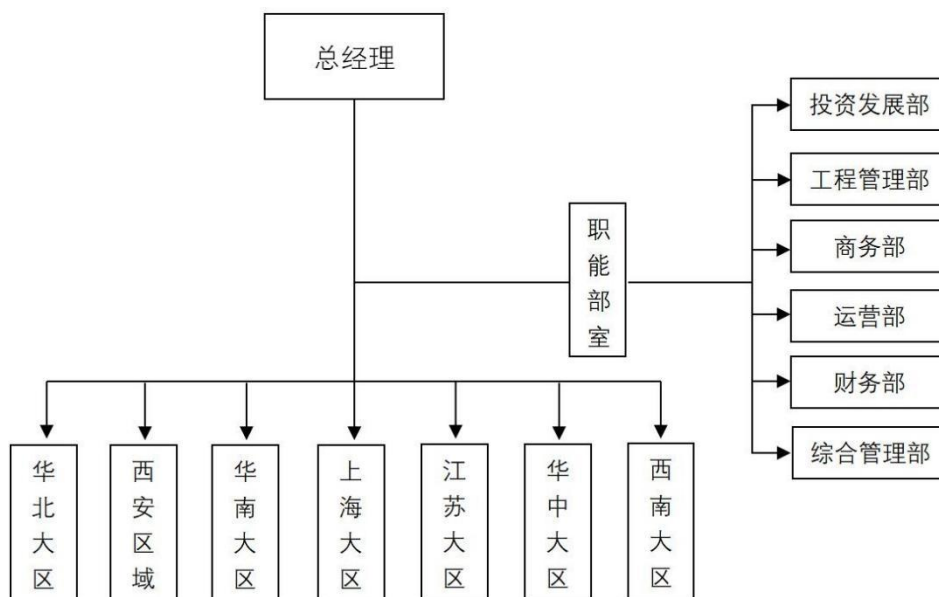 总经理
投资发展部
工程管理部
职能部室
商务部
运营部
财务部
综合管理部
华北大区
西安区域
华南大区
上海大区
江苏大区
华中大区
西南大区